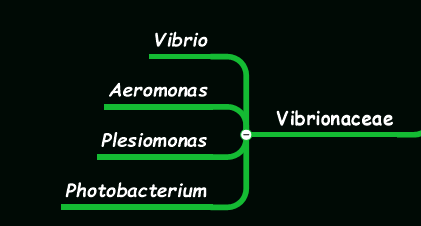 Vibrio
Aeromonas
Vibrionaceae
Plesiomonas
Photobacterium